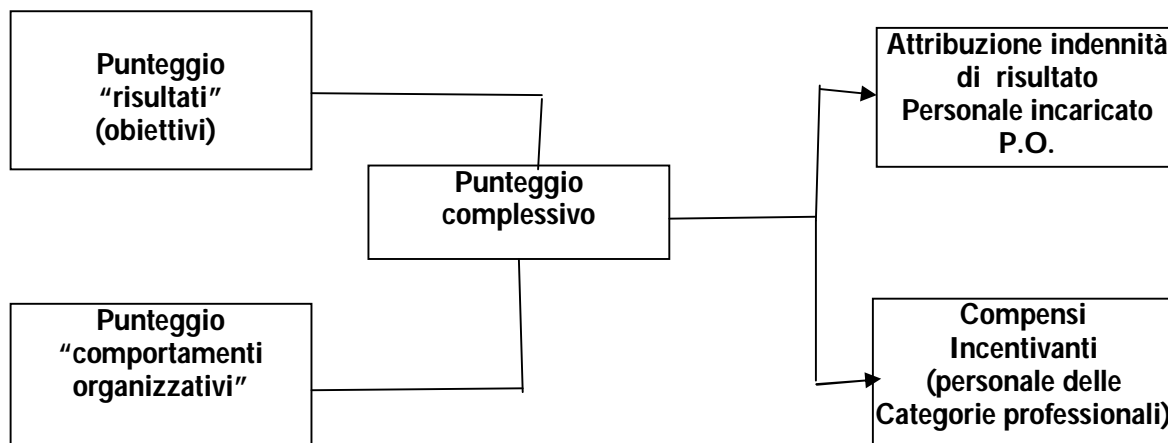 Punteggio
“risultati”
(obiettivi)
Punteggio
“comportamenti
organizzativi”
Punteggio
complessivo
Attribuzione indennità
di risultato
Personale incaricato
P.O.
Compensi
Incentivanti
(personale delle
Categorie professionali)